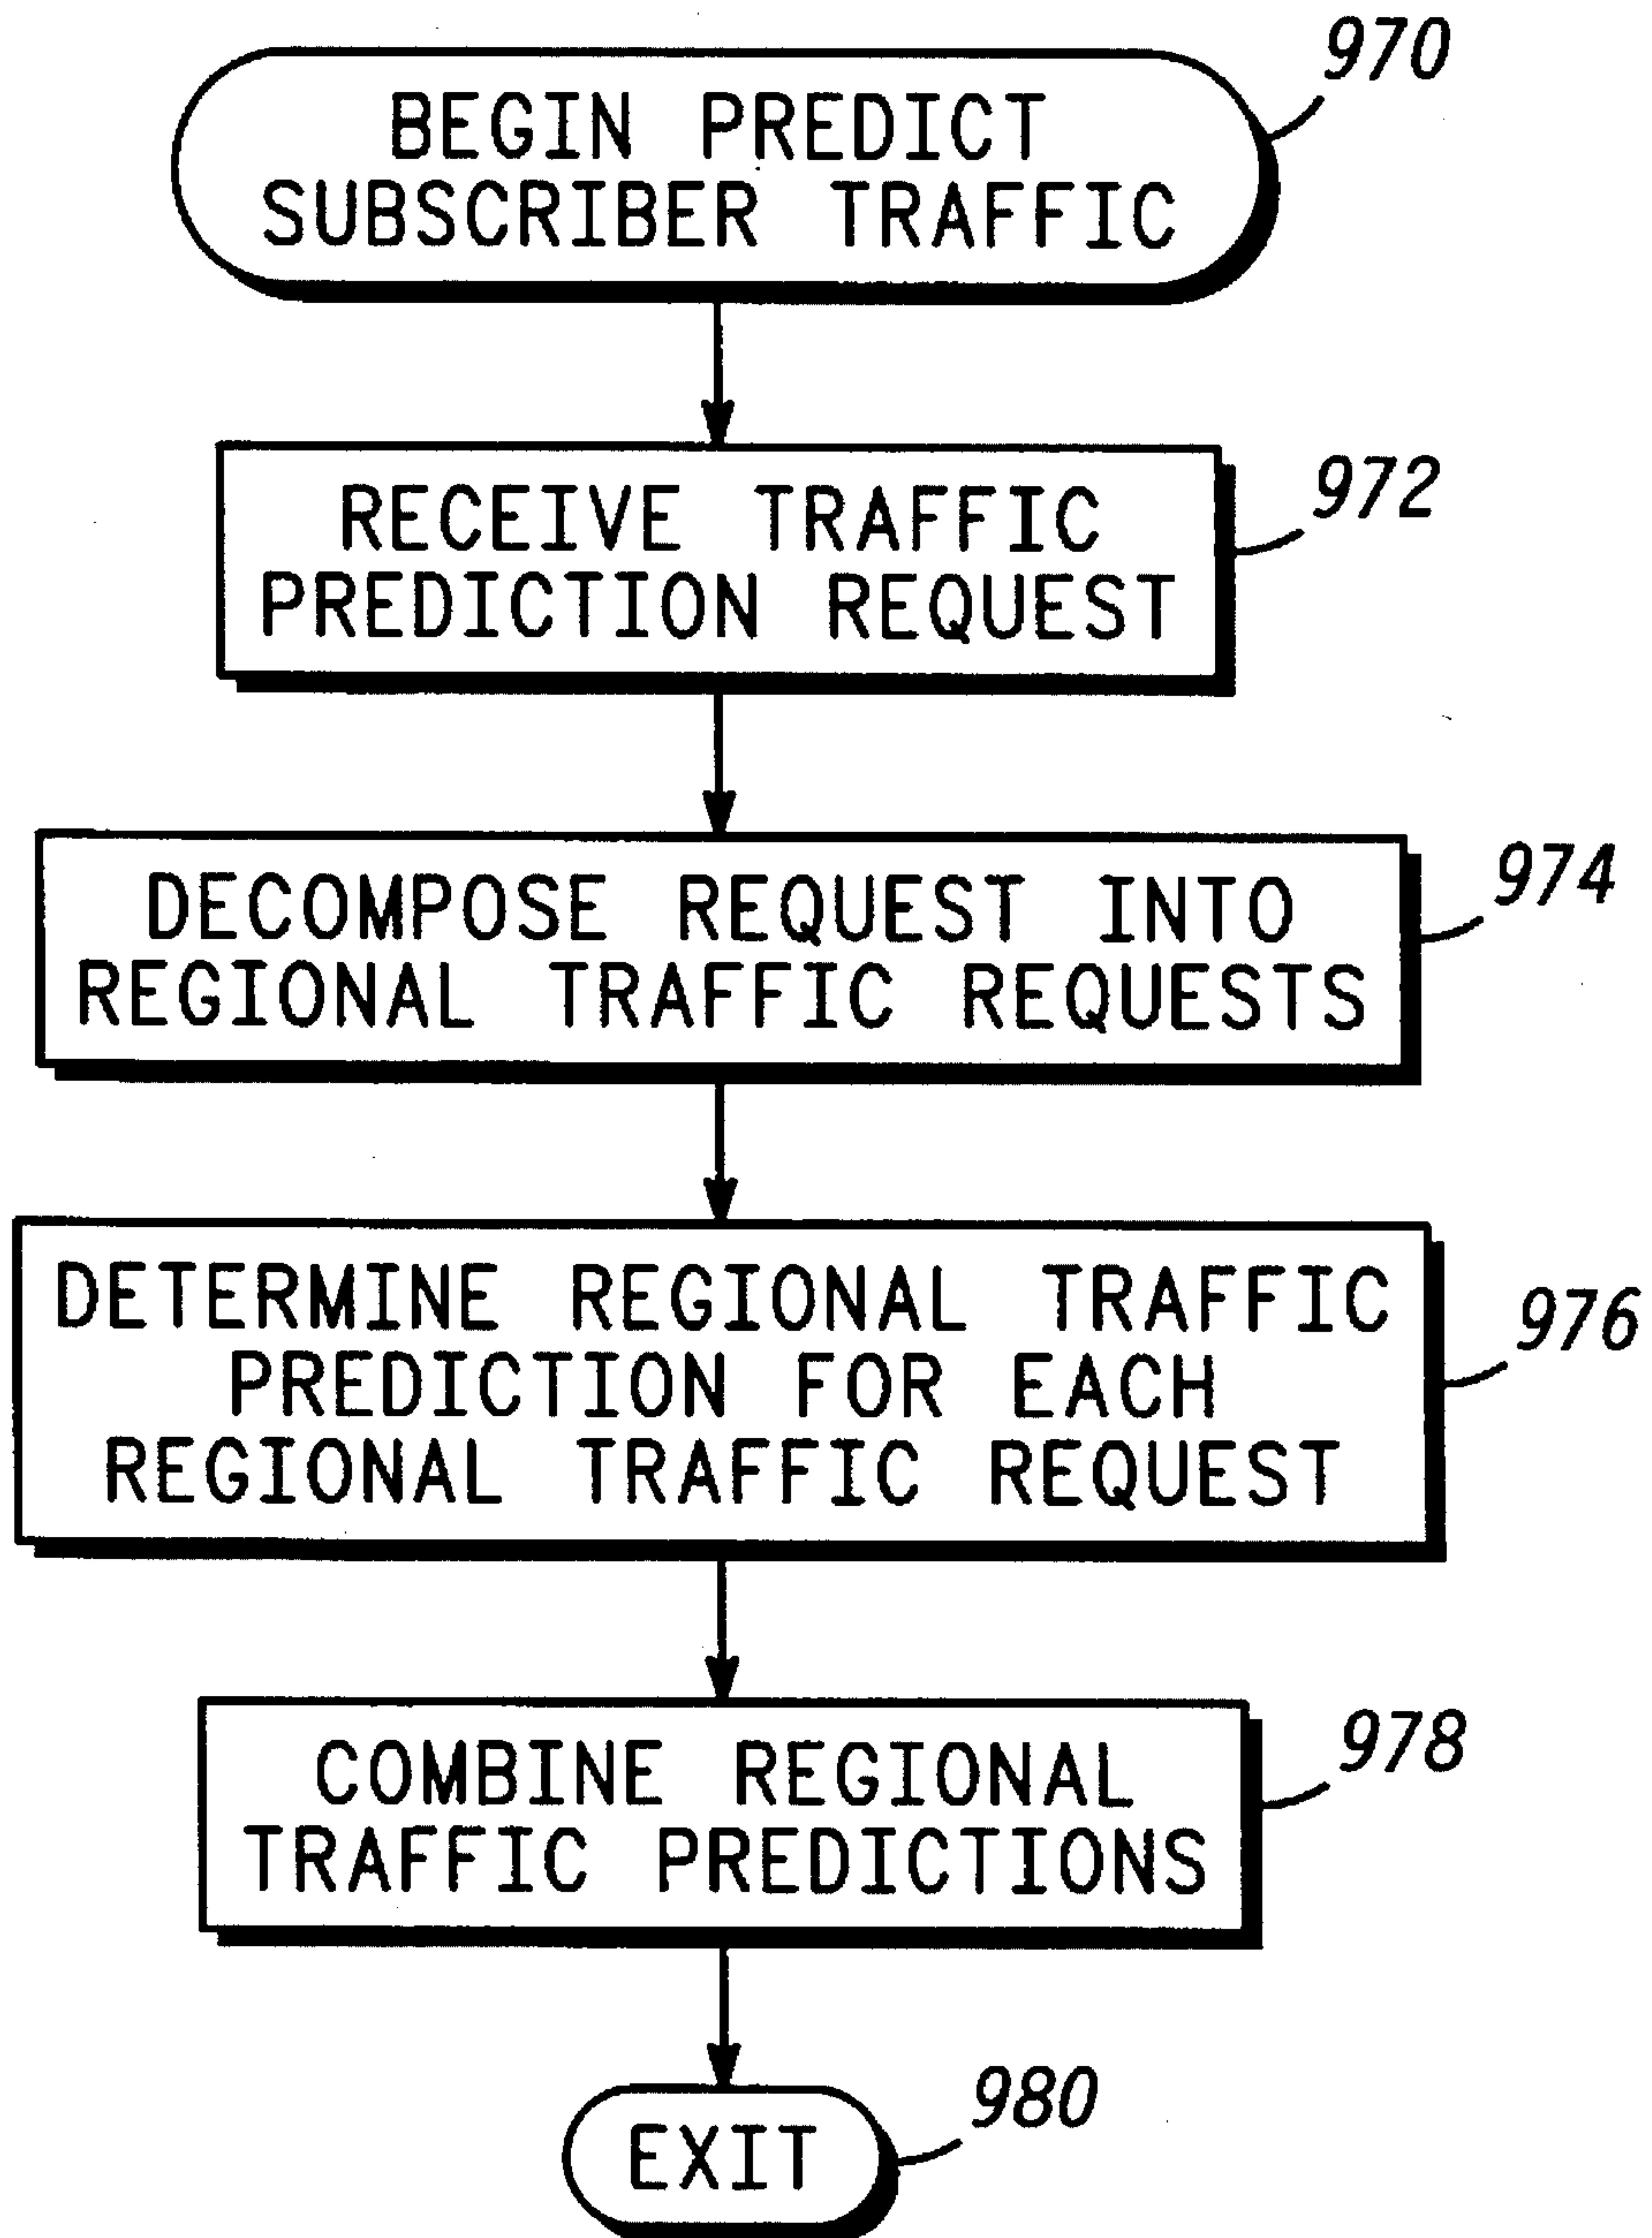 970
BEGIN PREDICT
SUBSCRIBER TRAFFIC
972
RECEIVE TRAFFIC
PREDICTION REQUEST
974
DECOMPOSE REQUEST INTO
REGIONAL TRAFFIC REQUESTS
976
DETERMINE REGIONAL TRAFFIC
PREDICTION FOR EACH
REGIONAL TRAFFIC REQUEST
978
COMBINE REGIONAL
TRAFFIC PREDICTIONS
980
EXIT